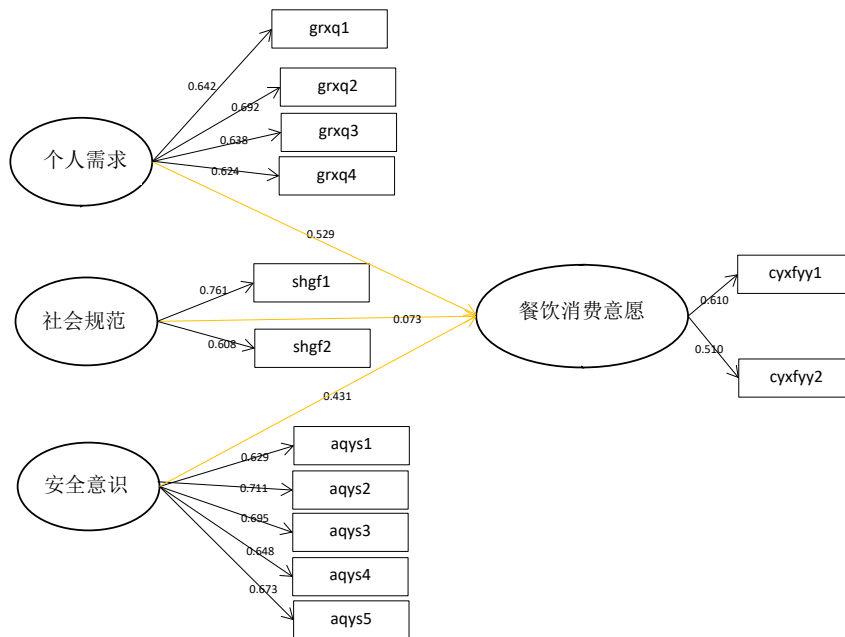 grxq1
0.642
grxq2
0.692
grxq3
0.638
个人需求
grxq4
0.624
0.529
shgf1
0.761
社会规范
0.073
shgf2
0.608
餐饮消费意愿
cyxfyy1
0.610
cyxfyy2
0.510
0.431
aqys1
0.629
安全意识
aqys2
0.711
aqys3
0.695
aqys4
0.648
aqys5
0.673